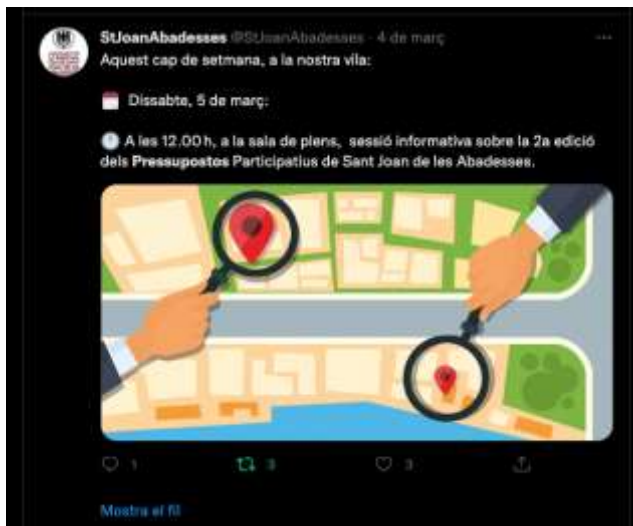 StJoanAbadesses @StJoanAbadesses · 4 de març
Aquest cap de setmana, a la nostra vila:
Dissabte, 5 de març:
A les 12.00 h, a la sala de plens, sessió informativa sobre la 2a edició
dels Pressupostos Participatius de Sant Joan de les Abadesses.
1 3 3
Mostra el fil